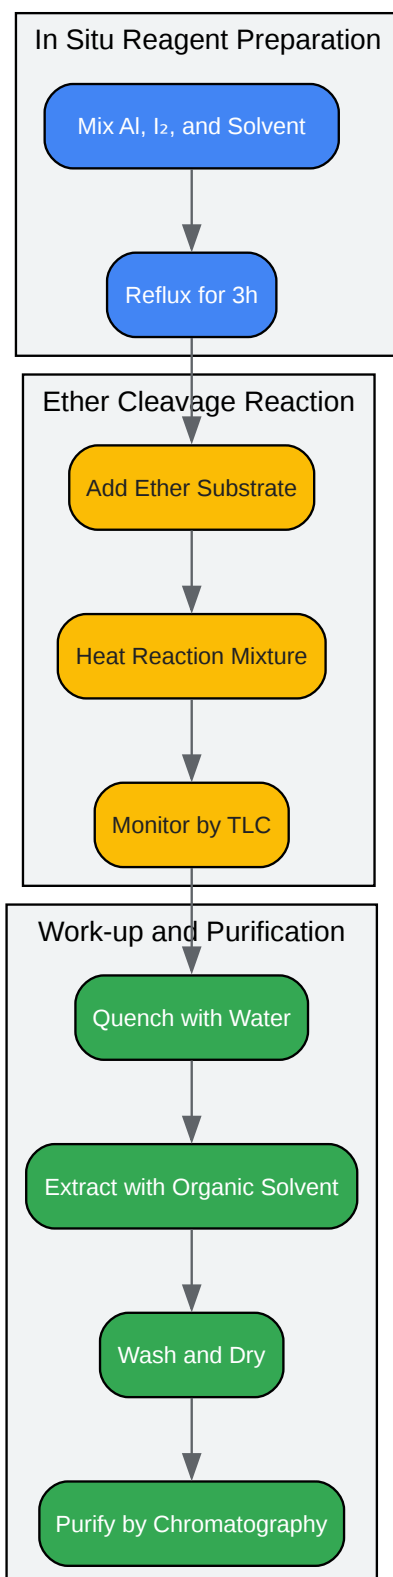 In Situ Reagent Preparation
Mix Al, I₂, and Solvent
Reflux for 3h
Ether Cleavage Reaction
Add Ether Substrate
Heat Reaction Mixture
Monitor by TLC
Work-up and Purification
Quench with Water
Extract with Organic Solvent
Wash and Dry
Purify by Chromatography